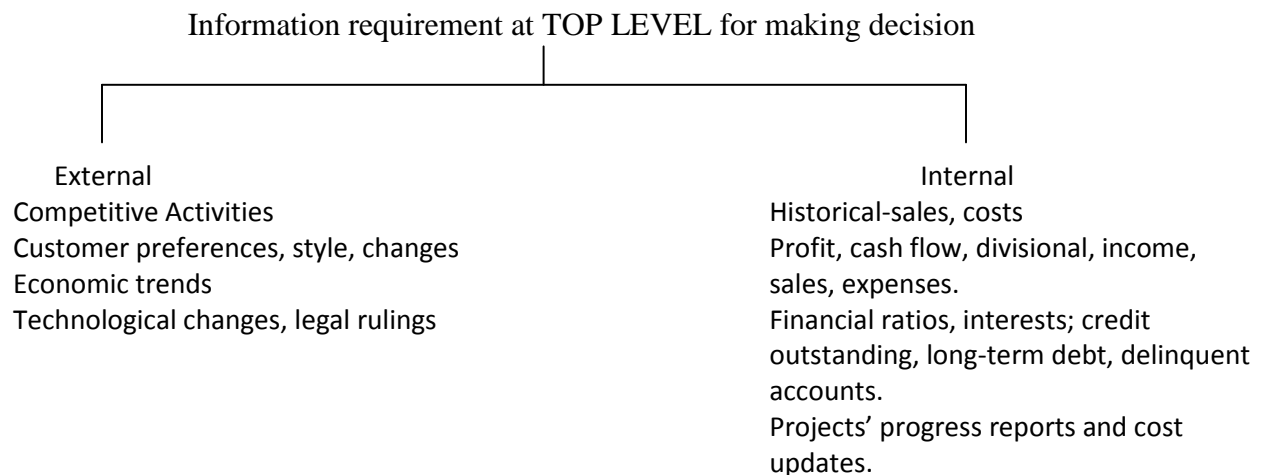 Information requirement at TOP LEVEL for making decision
External
Competitive Activities
Customer preferences, style, changes
Economic trends
Technological changes, legal rulings
Internal
Historical-sales, costs
Profit, cash flow, divisional, income,
sales, expenses.
Financial ratios, interests; credit
outstanding, long-term debt, delinquent
accounts.
Projects’ progress reports and cost
updates.